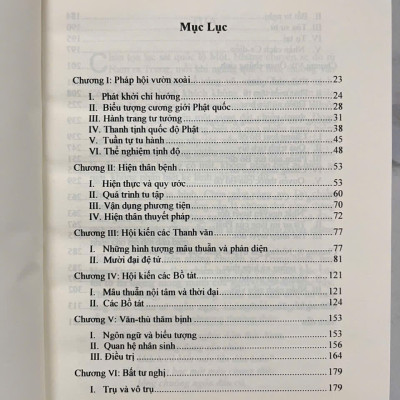 Mục Lục
Chương I: Pháp hội vườn xoài 23
I. Phát khởi chí hướng 24
II. Biểu tượng cương giới Phật quốc 28
III. Hành trang tư tưởng 31
IV. Thanh tịnh quốc độ Phật 38
V. Tuần tự tu hành 45
VI. Thể nghiệm tịnh độ 48
Chương II: Hiện thân bệnh 53
I. Hiện thực và quy ước 53
II. Quá trình tu tập 60
III. Vận dụng phương tiện 70
IV. Hiện thân thuyết pháp 72
Chương III: Hội kiến các Thanh văn 77
I. Những hình tượng mâu thuẫn và phản diện 77
II. Mười đại đệ tử 81
Chương IV: Hội kiến các Bồ tát 121
I. Mâu thuẫn nội tâm và thời đại 121
II. Các Bồ tát 124
Chương V: Văn-thù thăm bịnh 153
I. Ngôn ngữ và biểu tượng 153
II. Quan hệ nhân sinh 156
III. Điều trị 164
Chương VI: Bất tư nghị 179
I. Trụ và vô trụ 179